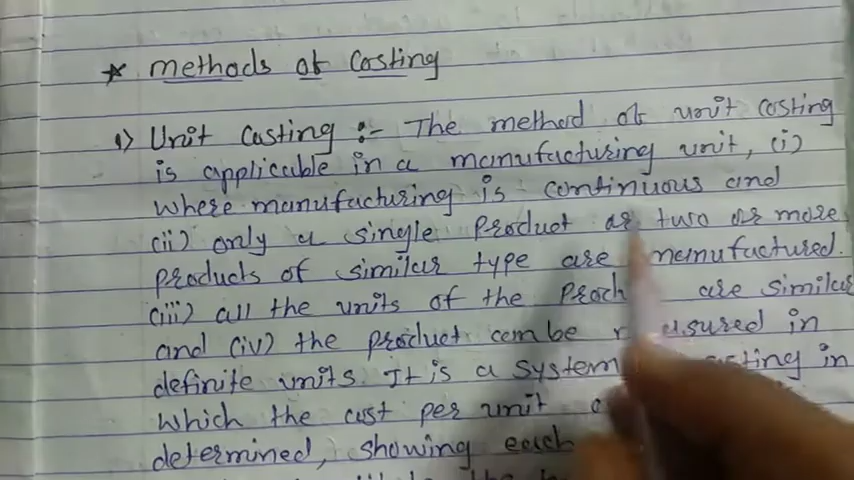 * methods of Costing
1) Unit Costing :- The method of unit costing
is applicable in a manufacturing unit, (i)
where manufacturing is continuous and
(ii) only a single product or two or more
products of similar type are manufactured.
(iii) all the units of the are similar
and (iv) the product can be in
definite units. It is a system in
which the cost per unit
determined, showing each